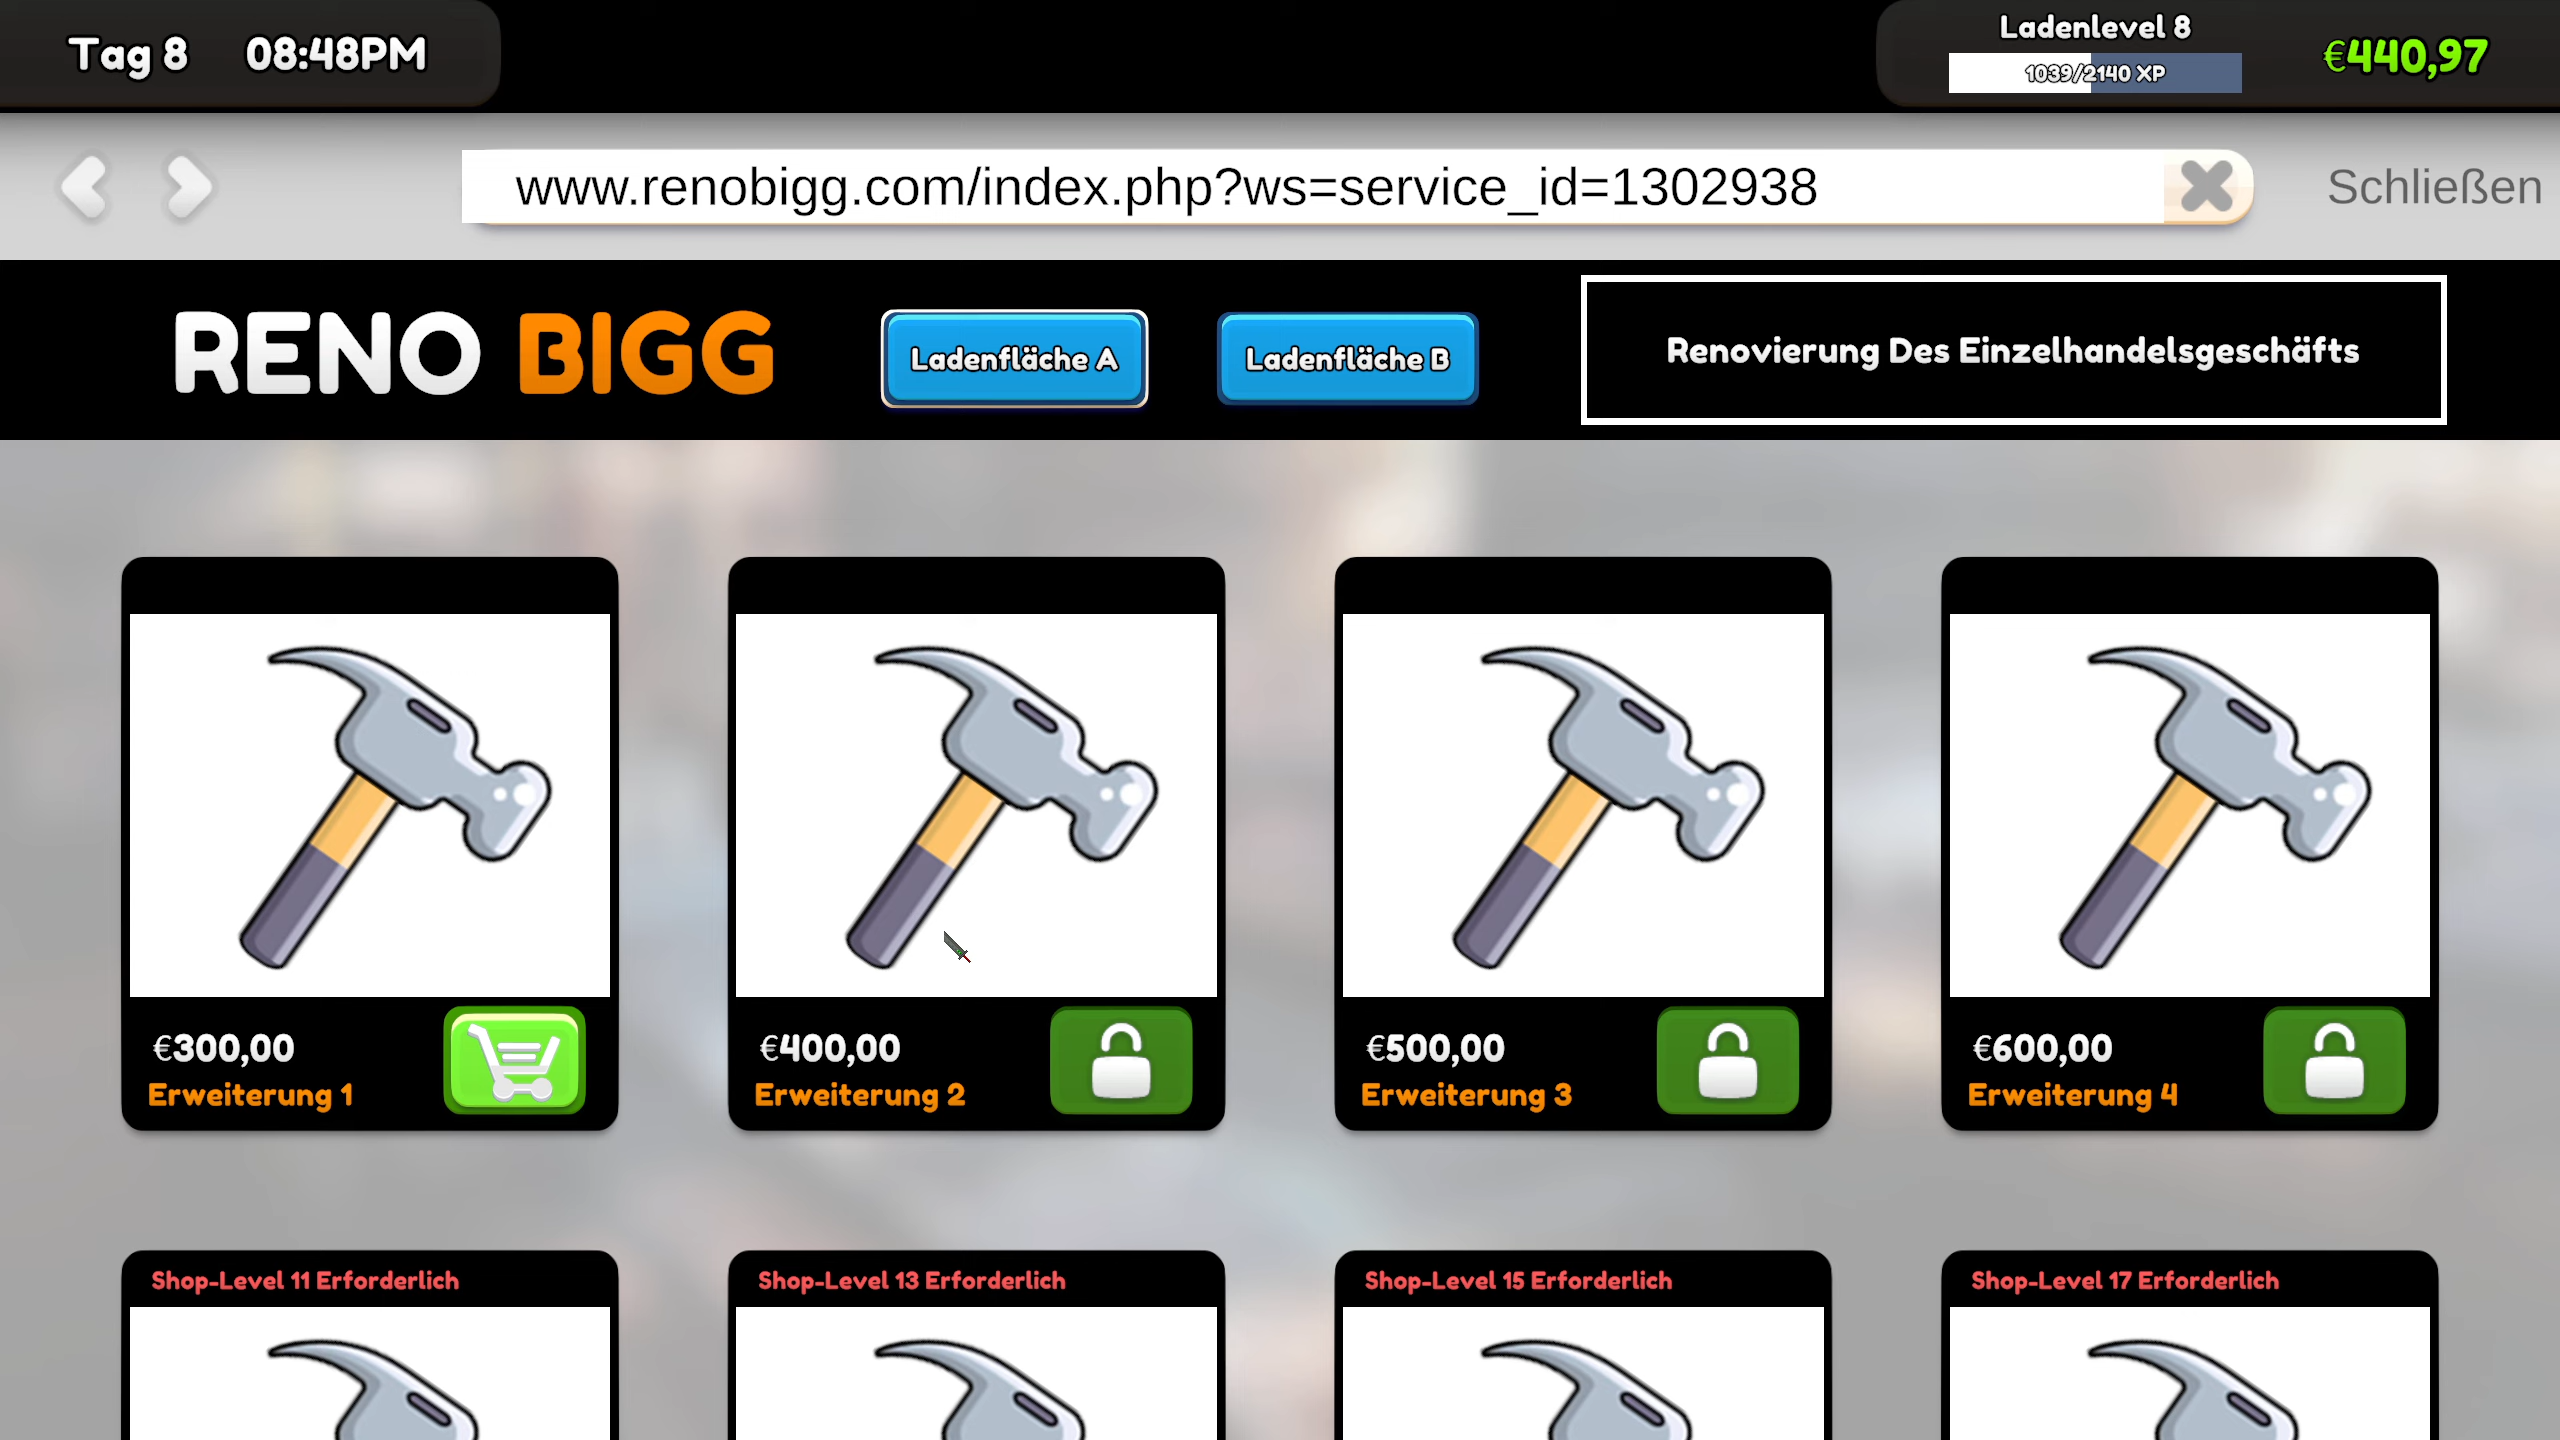 Tag 8 08:48PM
Ladenlevel 8
1039/2140 XP
€440,97
www.renobigg.com/index.php?ws=service_id=1302938
Schließen
RENO BIGG
Ladenfläche A
Ladenfläche B
Renovierung Des Einzelhandelsgeschäfts
€300,00
Erweiterung 1
€400,00
Erweiterung 2
€500,00
Erweiterung 3
€600,00
Erweiterung 4
Shop-Level 11 Erforderlich
Shop-Level 13 Erforderlich
Shop-Level 15 Erforderlich
Shop-Level 17 Erforderlich